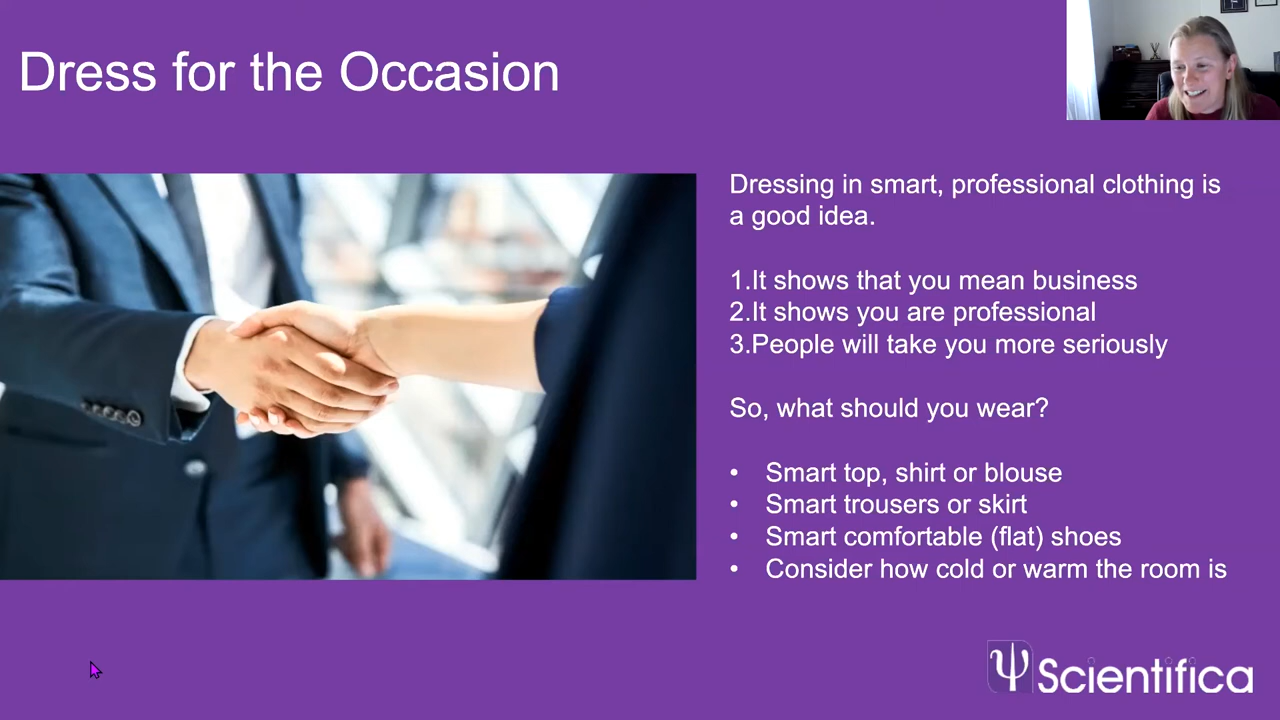 Dress for the Occasion
Dressing in smart, professional clothing is
a good idea.
1.It shows that you mean business
2.It shows you are professional
3.People will take you more seriously
So, what should you wear?
• Smart top, shirt or blouse
• Smart trousers or skirt
• Smart comfortable (flat) shoes
• Consider how cold or warm the room is
ψ Scientifica